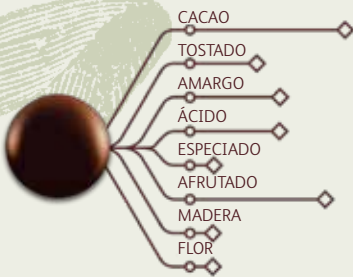 CACAO
TOSTADO
AMARGO
ÁCIDO
ESPECIADO
AFRUTADO
MADERA
FLOR